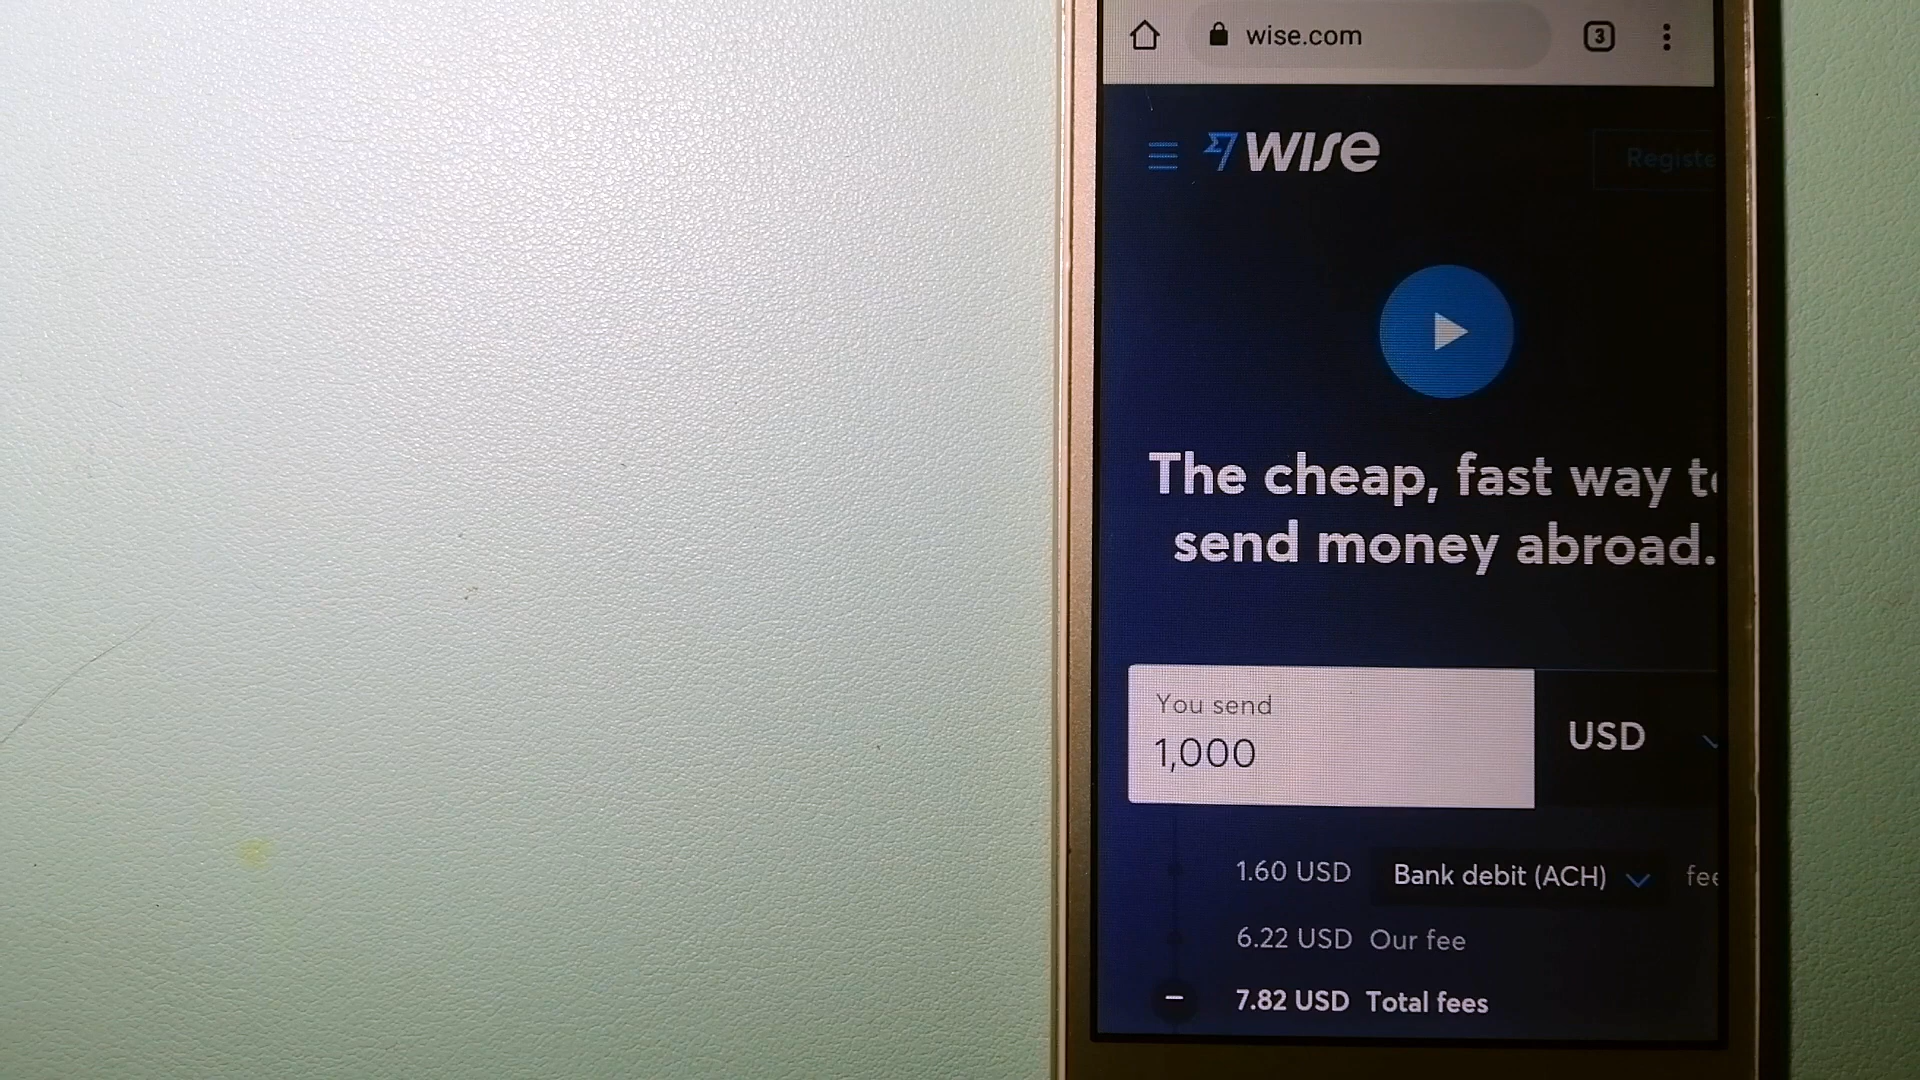 wise.com
3
wise
The cheap, fast way
send money abroad.
You send
1,000
USD
1.60 USD Bank debit (ACH)
6.22 USD Our fee
7.82 USD Total fees